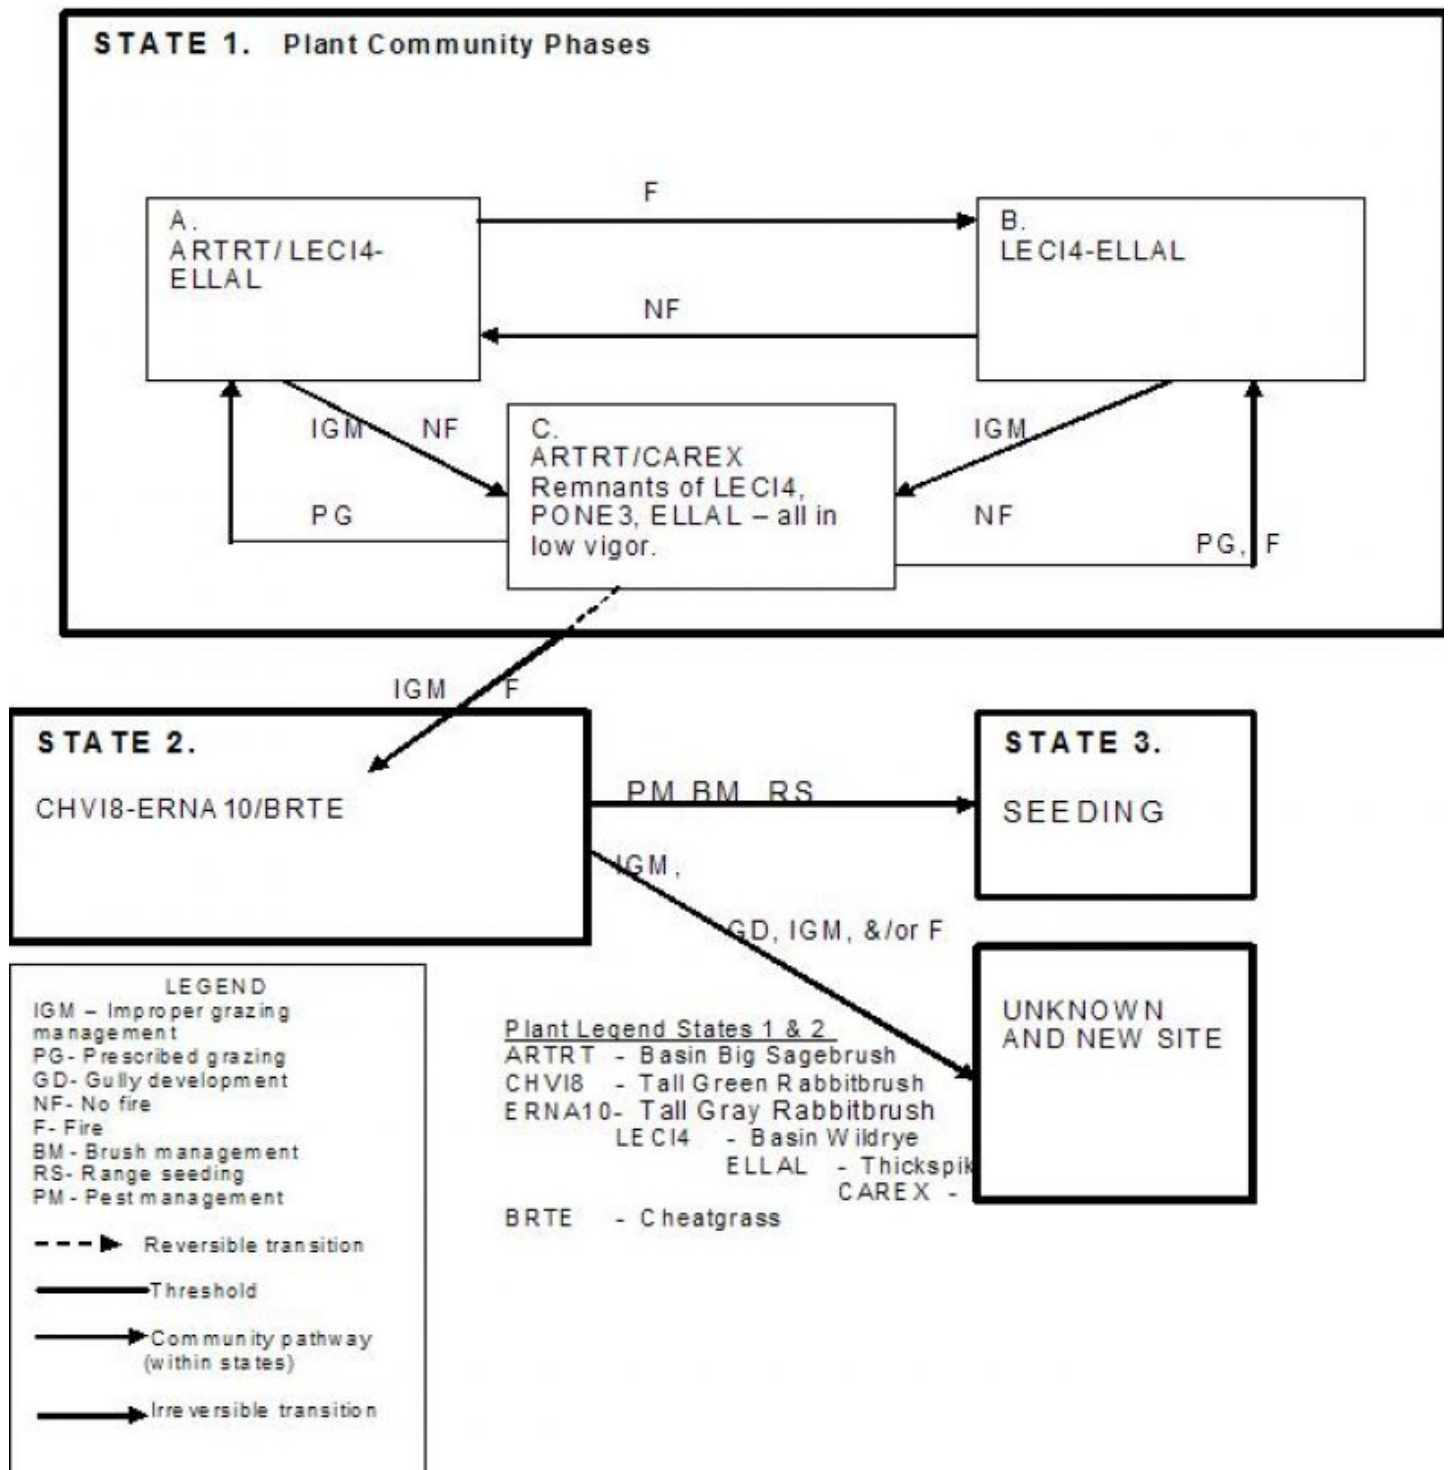 STATE 1. Plant Community Phases
F
A.
ARTRT/LECI4-
ELLAL
B.
LECI4-ELLAL
NF
IGM NF
C.
ARTRT/CAREX
Remnants of LECI4,
PONE3, ELLAL – all in
low vigor.
IGM
PG
NF
PG, F
IGM F
STATE 2.
CHVI8-ERNA10/BRTE
PM BM RS
STATE 3.
SEEDING
IGM,
GD, IGM, &/or F
UNKNOWN
AND NEW SITE
LEGEND
IGM – Improper grazing
management
PG- Prescribed grazing
GD- Gully development
NF- No fire
F- Fire
BM- Brush management
RS- Range seeding
PM- Pest management
Reversible transition
Threshold
Community pathway
(within states)
Irreversible transition
Plant Legend States 1 & 2
ARTRT - Basin Big Sagebrush
CHVI8 - Tall Green Rabbitbrush
ERNA10- Tall Gray Rabbitbrush
LECI4 - Basin Wildrye
ELLAL - Thickspik
CAREX -
BRTE - Cheatgrass